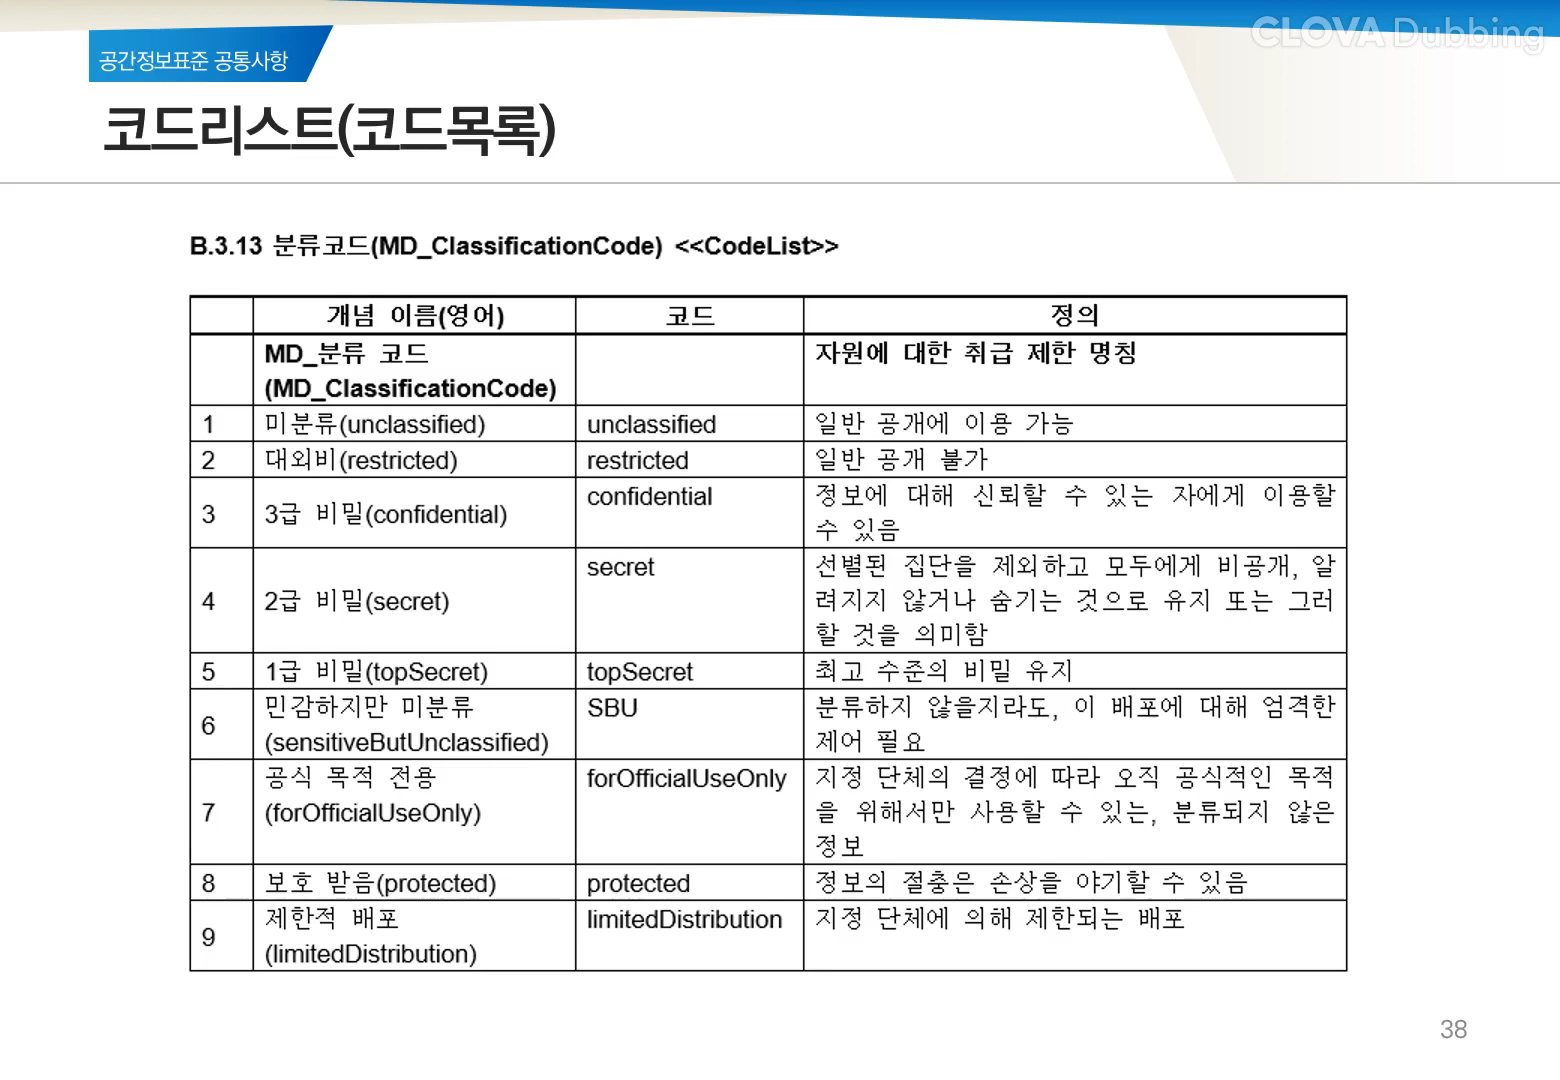 CLOVA Dubbing
공간정보표준 공통사항
코드리스트(코드목록)
B.3.13 분류코드(MD_ClassificationCode) <<CodeList>>
개념 이름(영어) 코드 정의
MD_분류 코드 자원에 대한 취급 제한 명칭
(MD_ClassificationCode)
1 미분류(unclassified) unclassified 일반 공개에 이용 가능
2 대외비(restricted) restricted 일반 공개 불가
3 3급 비밀(confidential) confidential 정보에 대해 신뢰할 수 있는 자에게 이용할
수 있음
4 2급 비밀(secret) secret 선별된 집단을 제외하고 모두에게 비공개, 알
려지지 않거나 숨기는 것으로 유지 또는 그러
할 것을 의미함
5 1급 비밀(topSecret) topSecret 최고 수준의 비밀 유지
6 민감하지만 미분류 SBU 분류하지 않을지라도, 이 배포에 대해 엄격한
(sensitiveButUnclassified) 제어 필요
7 공식 목적 전용 forOfficialUseOnly 지정 단체의 결정에 따라 오직 공식적인 목적
(forOfficialUseOnly) 을 위해서만 사용할 수 있는, 분류되지 않은
정보
8 보호 받음(protected) protected 정보의 절충은 손상을 야기할 수 있음
9 제한적 배포 limitedDistribution 지정 단체에 의해 제한되는 배포
(limitedDistribution)
38